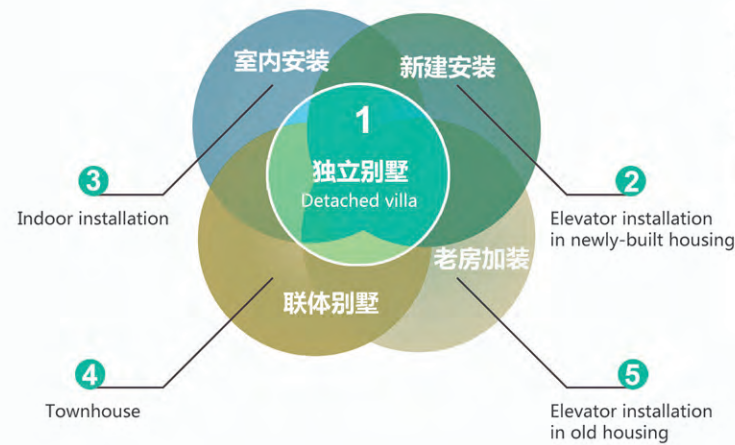 室内安装
新建安装
1
独立别墅
Detached villa
3
Indoor installation
2
Elevator installation
in newly-built housing
老房加装
联体别墅
4
Townhouse
5
Elevator installation
in old housing